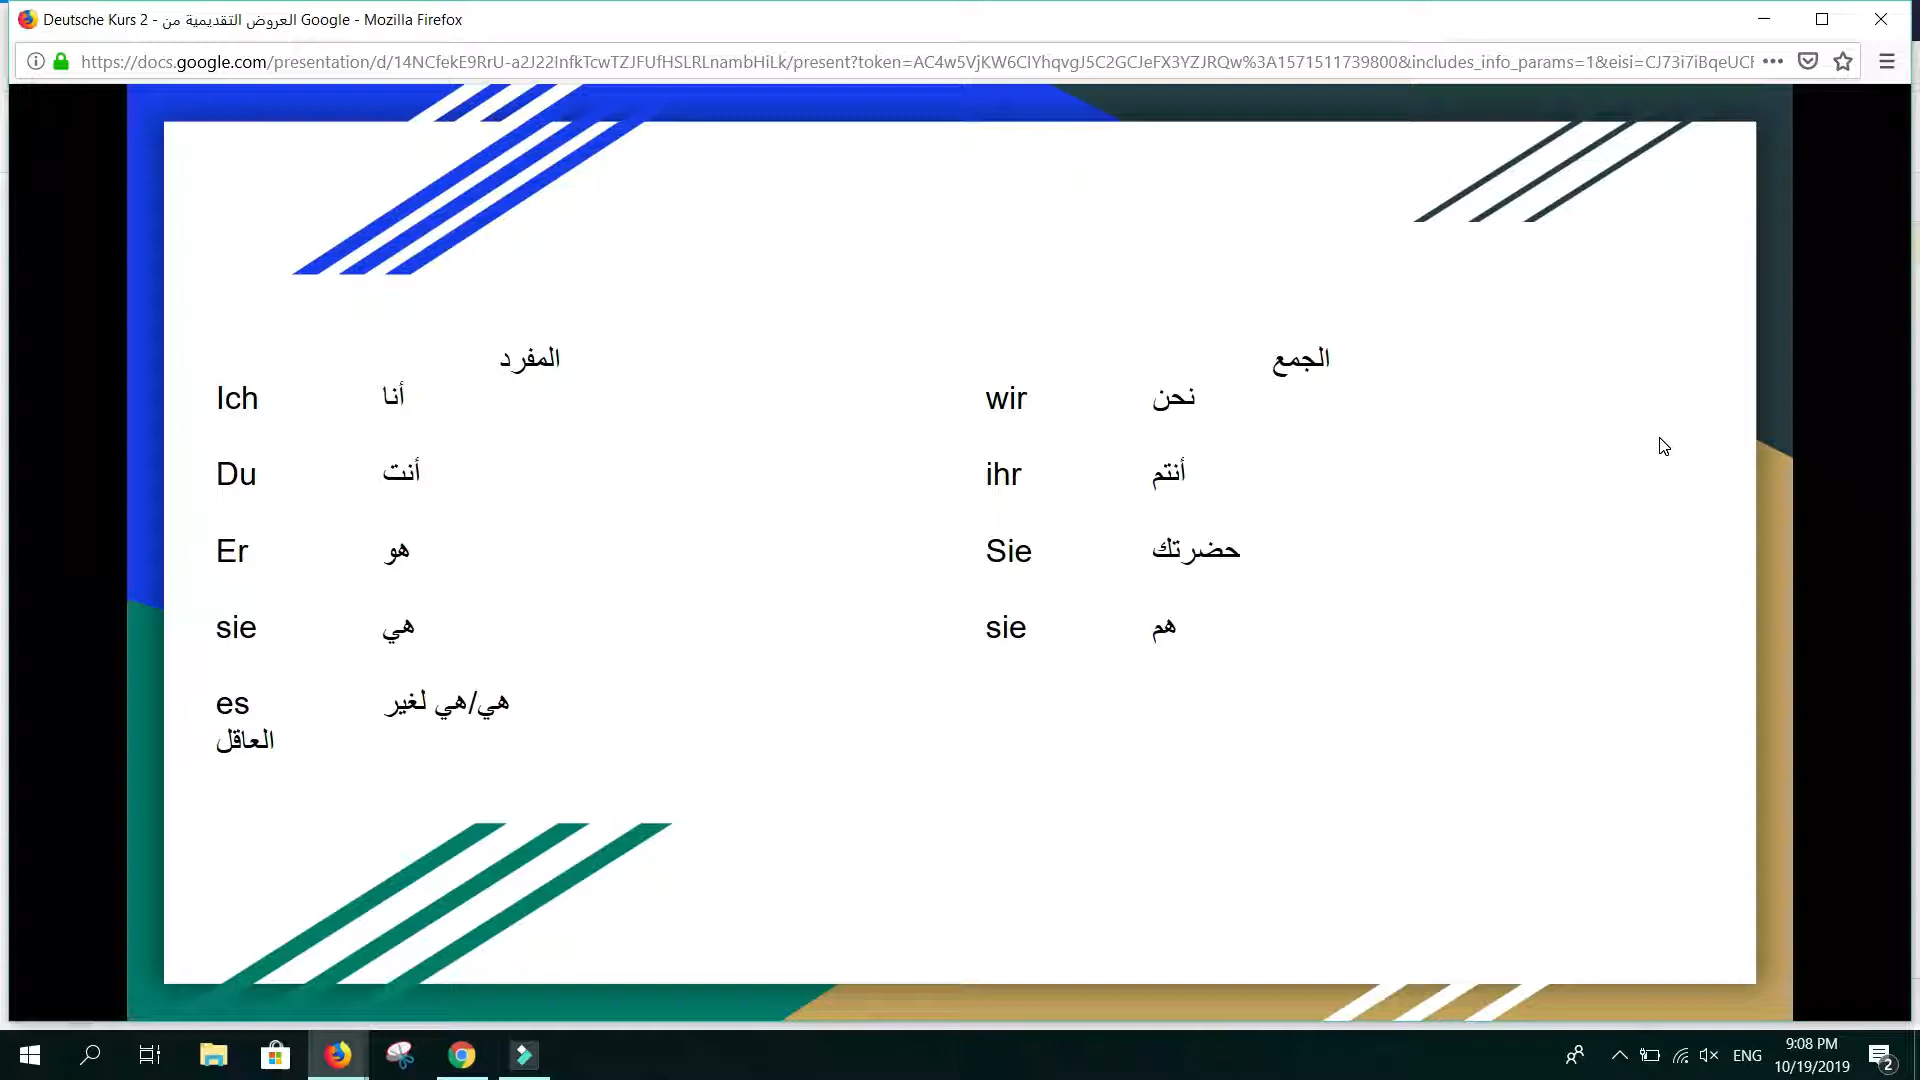 Deutsche Kurs 2 - العروض التقديمية من Google - Mozilla Firefox
https://docs.google.com/presentation/d/14NCfekE9RrU-a2J22InfkTcwTZJFUfHSLRLnambHiLk/present?token=AC4w5VjKW6CIYhqvgJ5C2GCJeFX3YZJRQw%3A1571511739800&includes_info_params=1&eisi=CJ73i7iBqeUCF
المفرد
Ich أنا
Du أنت
Er هو
sie هي
es هي/هي لغير
العاقل
الجمع
wir نحن
ihr أنتم
Sie حضرتك
sie هم
ENG
9:08 PM
10/19/2019
2